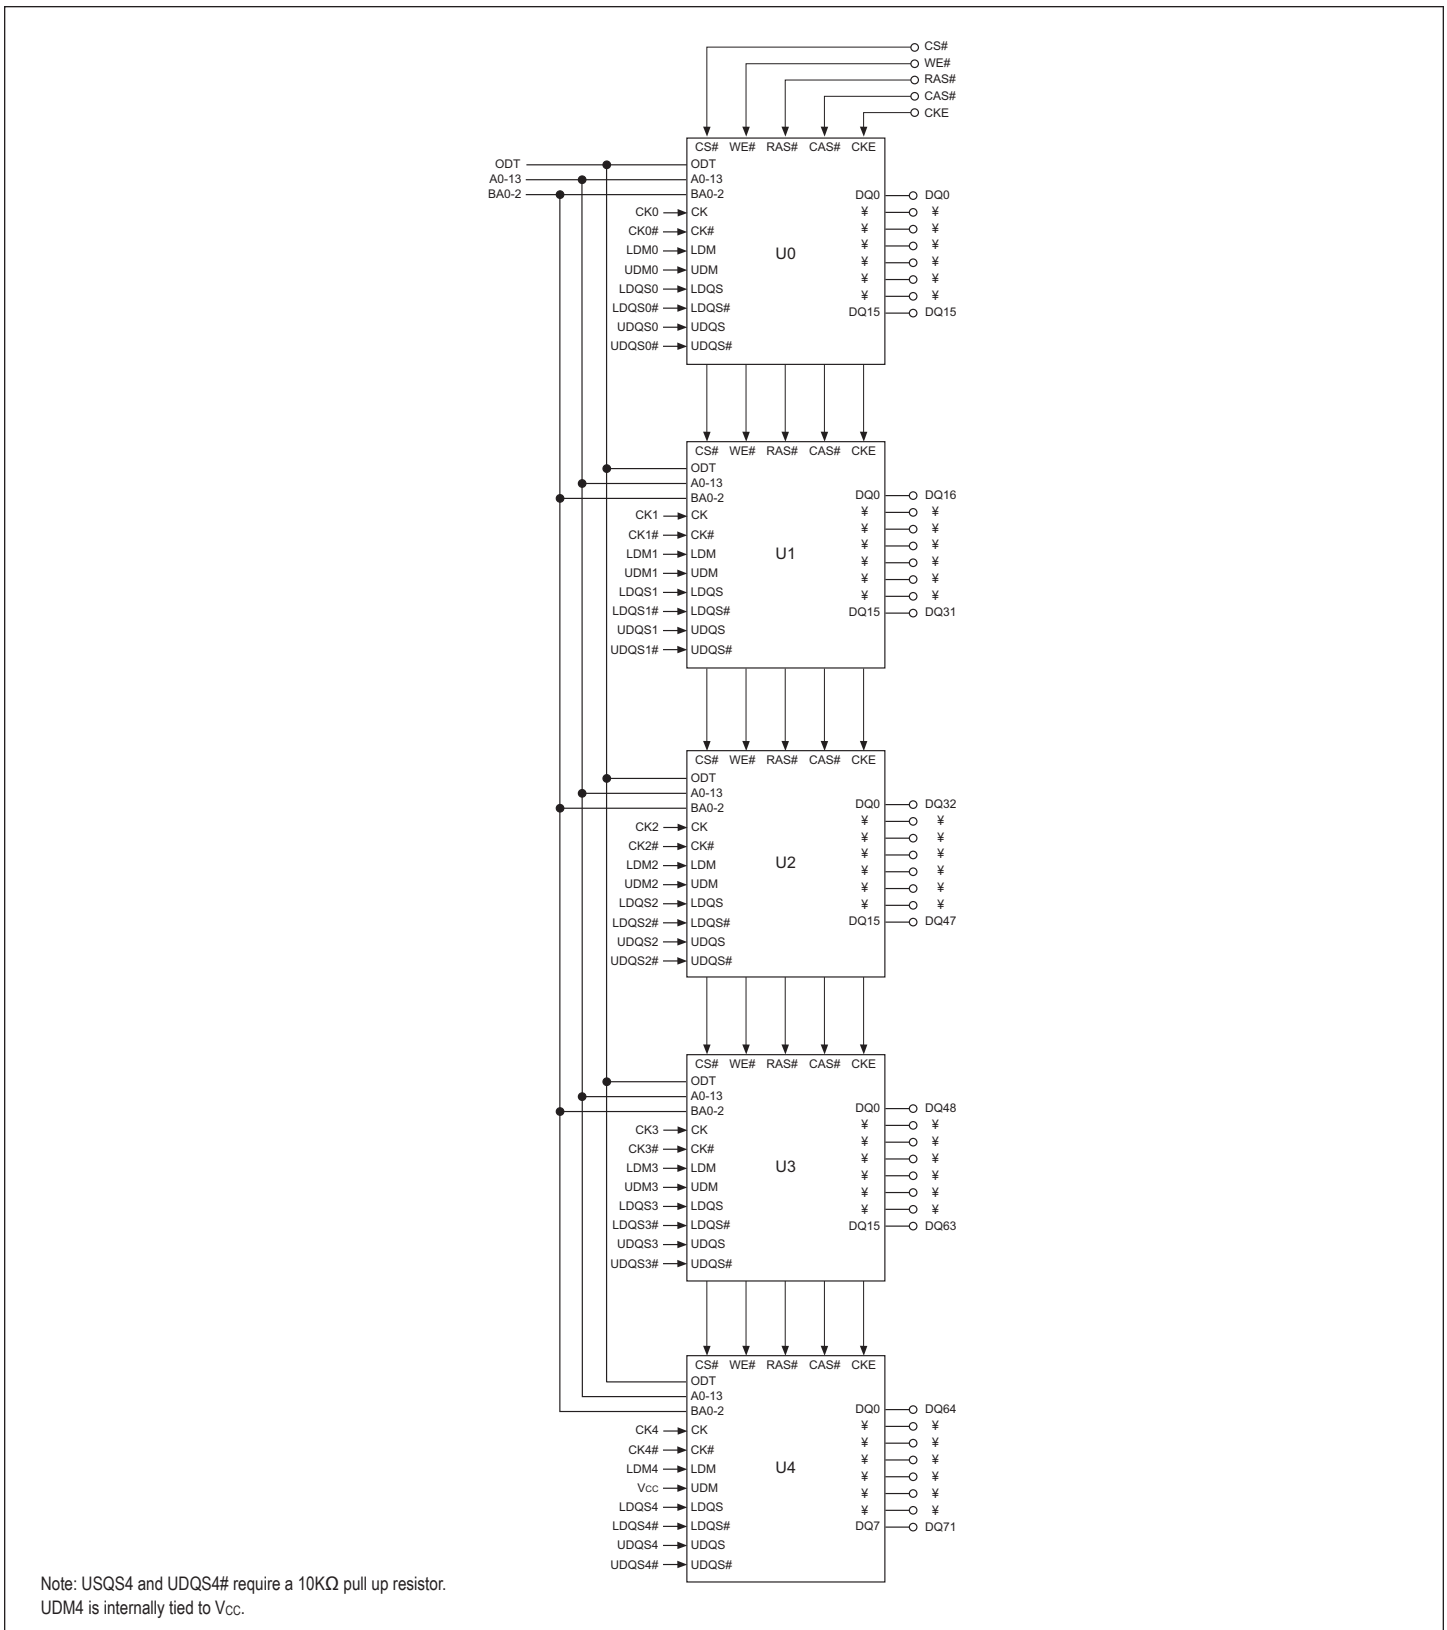 CS#
WE#
RAS#
CAS#
CKE
CS# WE# RAS# CAS# CKE
ODT ODT
A0-13 A0-13
BA0-2 BA0-2
DQ0 DQ0
CK0 CK ¥ ¥
CK0# CK# ¥ ¥
LDM0 LDM ¥ ¥
U0
UDM0 UDM ¥ ¥
LDQS0 LDQS ¥ ¥
¥ ¥
LDQS0# LDQS# DQ15 DQ15
UDQS0 UDQS
UDQS0# UDQS#
CS# WE# RAS# CAS# CKE
ODT
A0-13
BA0-2 DQ0 DQ16
CK1 CK ¥ ¥
CK1# CK# ¥ ¥
¥ ¥
LDM1 LDM U1
¥ ¥
UDM1 UDM ¥ ¥
LDQS1 LDQS ¥ ¥
LDQS1# LDQS# DQ15 DQ31
UDQS1 UDQS
UDQS1# UDQS#
CS# WE# RAS# CAS# CKE
ODT
A0-13
BA0-2 DQ0 DQ32
CK2 CK ¥ ¥
CK2# CK# ¥ ¥
¥ ¥
LDM2 LDM U2
¥ ¥
UDM2 UDM ¥ ¥
LDQS2 LDQS ¥ ¥
LDQS2# LDQS# DQ15 DQ47
UDQS2 UDQS
UDQS2# UDQS#
CS# WE# RAS# CAS# CKE
ODT
A0-13
BA0-2 DQ0 DQ48
CK3 CK ¥ ¥
CK3# CK# ¥ ¥
¥ ¥
LDM3 LDM U3
¥ ¥
UDM3 UDM ¥ ¥
LDQS3 LDQS ¥ ¥
LDQS3# LDQS# DQ15 DQ63
UDQS3 UDQS
UDQS3# UDQS#
CS# WE# RAS# CAS# CKE
ODT
A0-13
BA0-2 DQ0 DQ64
CK4 CK ¥ ¥
CK4# CK# ¥ ¥
¥ ¥
LDM4 LDM U4
¥ ¥
VCC UDM ¥ ¥
LDQS4 LDQS ¥ ¥
LDQS4# LDQS# DQ7 DQ71
UDQS4 UDQS
UDQS4# UDQS#
Note: USQS4 and UDQS4# require a 10KΩ pull up resistor.
UDM4 is internally tied to VCC.